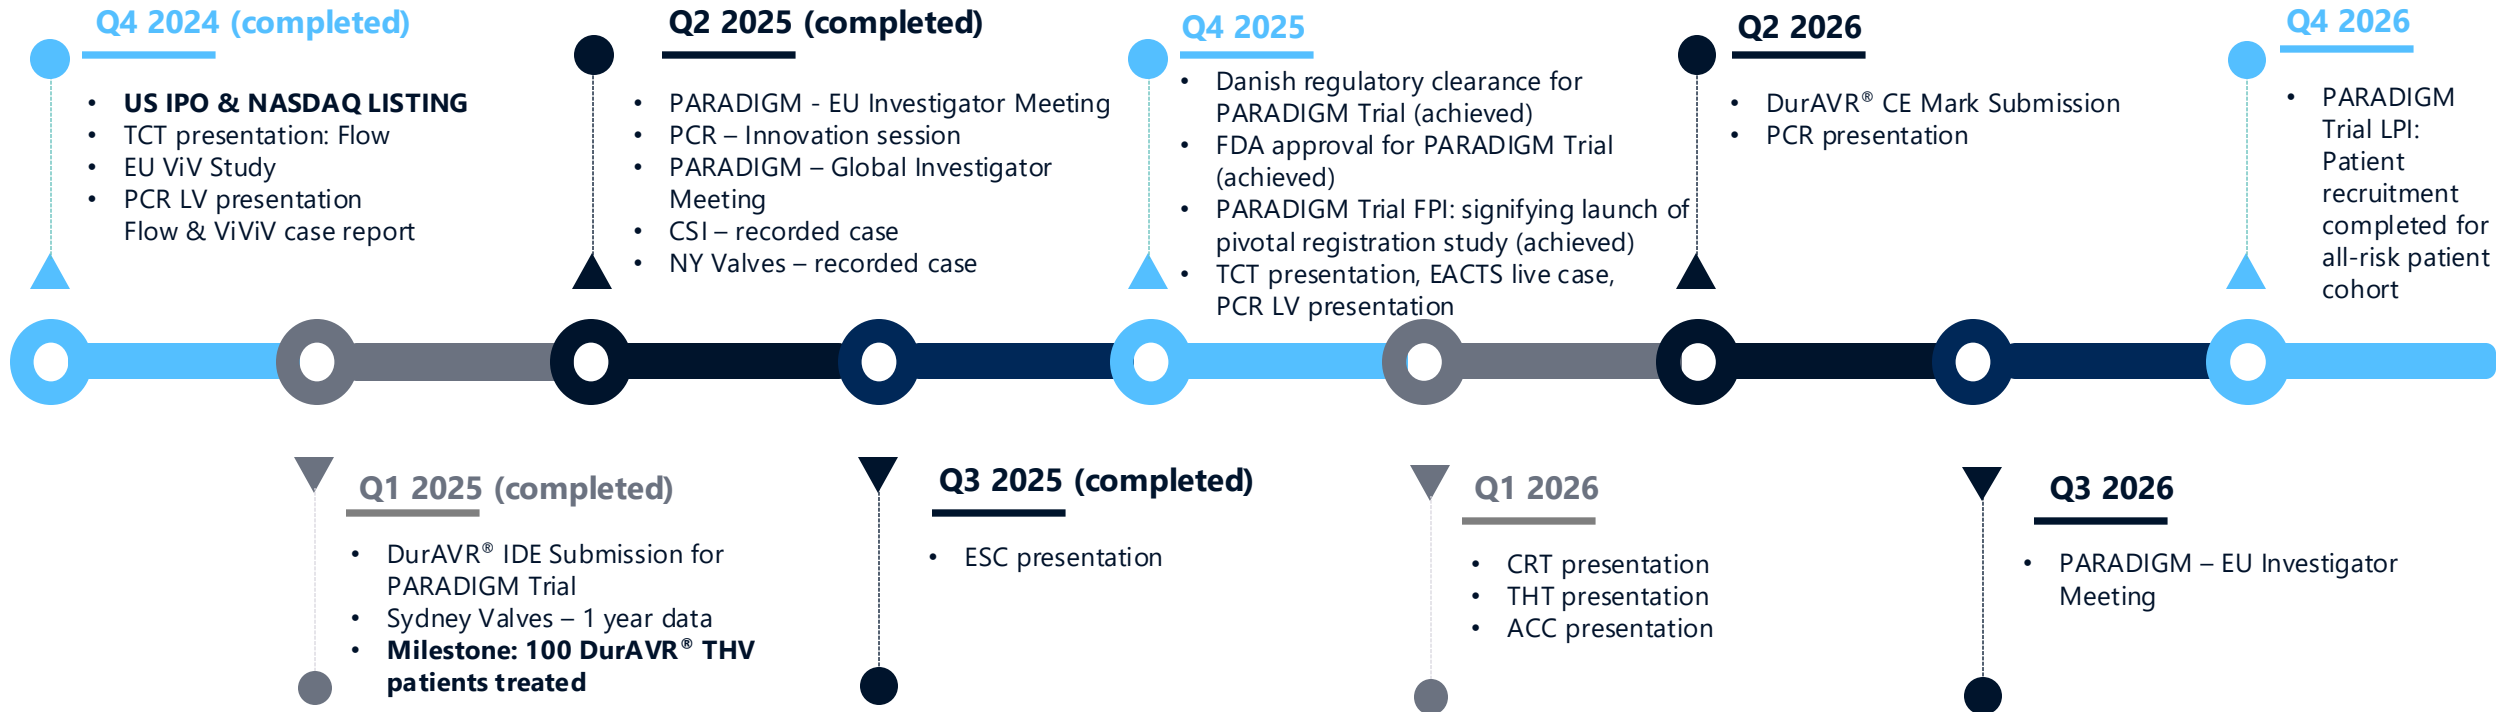 Q4 2024 (completed)
• US IPO & NASDAQ LISTING
• TCT presentation: Flow
• EU ViV Study
• PCR LV presentation
Flow & ViViV case report
Q1 2025 (completed)
• DurAVR® IDE Submission for
PARADIGM Trial
• Sydney Valves – 1 year data
• Milestone: 100 DurAVR® THV
patients treated
Q2 2025 (completed)
• PARADIGM - EU Investigator Meeting
• PCR – Innovation session
• PARADIGM – Global Investigator
Meeting
• CSI – recorded case
• NY Valves – recorded case
Q3 2025 (completed)
• ESC presentation
Q4 2025
• Danish regulatory clearance for
PARADIGM Trial (achieved)
• FDA approval for PARADIGM Trial
(achieved)
• PARADIGM Trial FPI: signifying launch of
pivotal registration study (achieved)
• TCT presentation, EACTS live case,
PCR LV presentation
Q1 2026
• CRT presentation
• THT presentation
• ACC presentation
Q2 2026
• DurAVR® CE Mark Submission
• PCR presentation
Q3 2026
• PARADIGM – EU Investigator
Meeting
Q4 2026
• PARADIGM
Trial LPI:
Patient
recruitment
completed for
all-risk patient
cohort